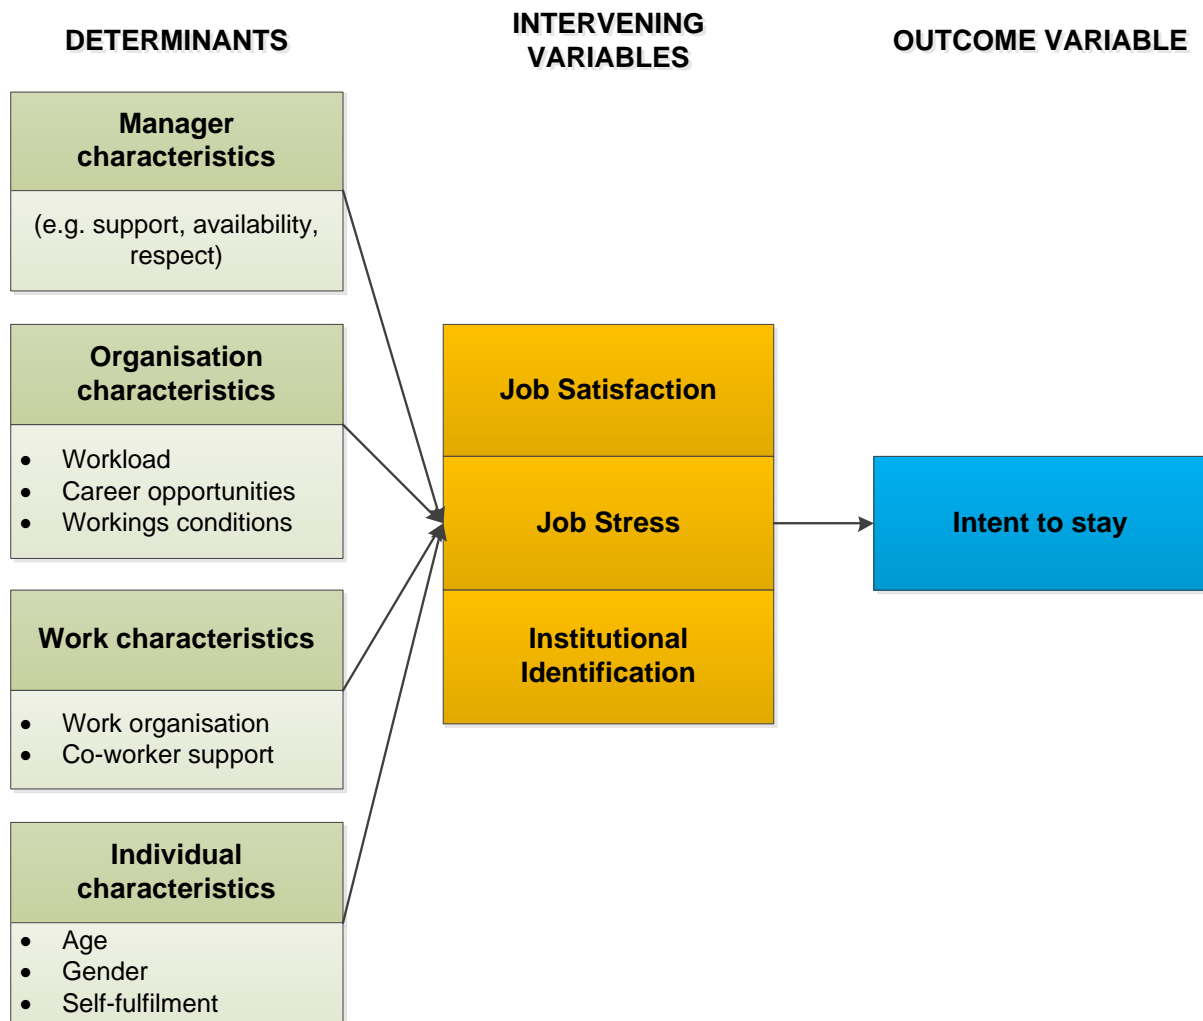 DETERMINANTS
INTERVENING
VARIABLES
OUTCOME VARIABLE
Manager
characteristics
(e.g. support, availability,
respect)
Organisation
characteristics
• Workload
• Career opportunities
• Workings conditions
Work characteristics
• Work organisation
• Co-worker support
Individual
characteristics
• Age
• Gender
• Self-fulfilment
Job Satisfaction
Job Stress
Institutional
Identification
Intent to stay